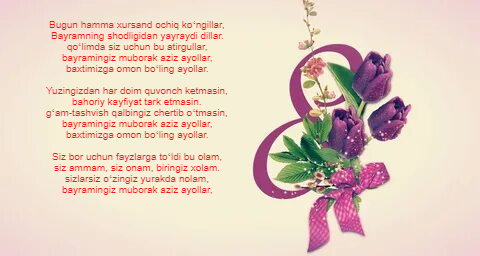 Bugun hamma xursand ochiq ko‘ngillar,
Bayramning shodligidan yayraydi dillar.
qo‘limda siz uchun bu atirgullar,
bayramingiz muborak aziz ayollar,
baxtimizga omon bo‘ling ayollar.
Yuzingizdan har doim quvonch ketmasin,
bahoriy kayfiyat tark etmasin.
g‘am-tashvish qalbingiz chertib o‘tmasin,
bayramingiz muborak aziz ayollar,
baxtimizga omon bo‘ling ayollar.
Siz bor uchun fayzlarga to‘ldi bu olam,
siz ammam, siz onam, biringiz xolam.
sizlarsiz o‘zingiz yurakda nolam,
bayramingiz muborak aziz ayollar,
8